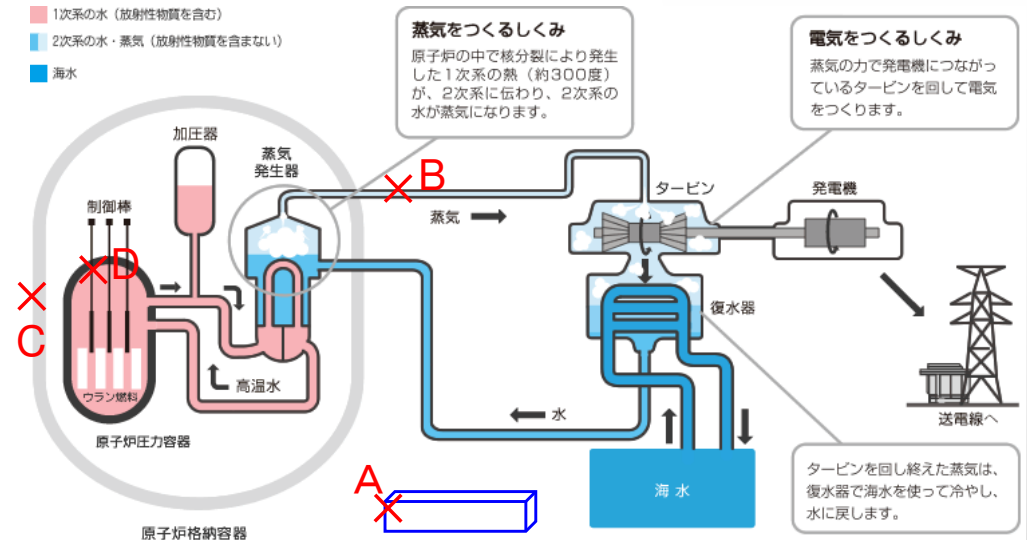 1次系の水（放射性物質を含む）
2次系の水・蒸気（放射性物質を含まない）
海水
蒸気をつくるしくみ
原子炉の中で核分裂により発生
した1次系の熱（約300度）
が、2次系に伝わり、2次系の
水が蒸気になります。
電気をつくるしくみ
蒸気の力で発電機につながっ
ているタービンを回して電気
をつくります。
加圧器
蒸気
発生器
制御棒
B
蒸気
タービン
発電機
D
C
復水器
高温水
ウラン燃料
水
送電線へ
原子炉圧力容器
A
海水
タービンを回し終えた蒸気は、
復水器で海水を使って冷やし、
水に戻します。
原子炉格納容器